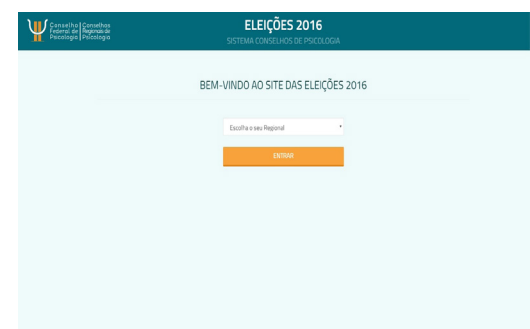 Conselho Conselhos
Federal de Regionais de
Psicologia Psicologia
ELEIÇÕES 2016
SISTEMA CONSELHOS DE PSICOLOGIA
BEM-VINDO AO SITE DAS ELEIÇÕES 2016
Escolha o seu Regional
ENTRAR